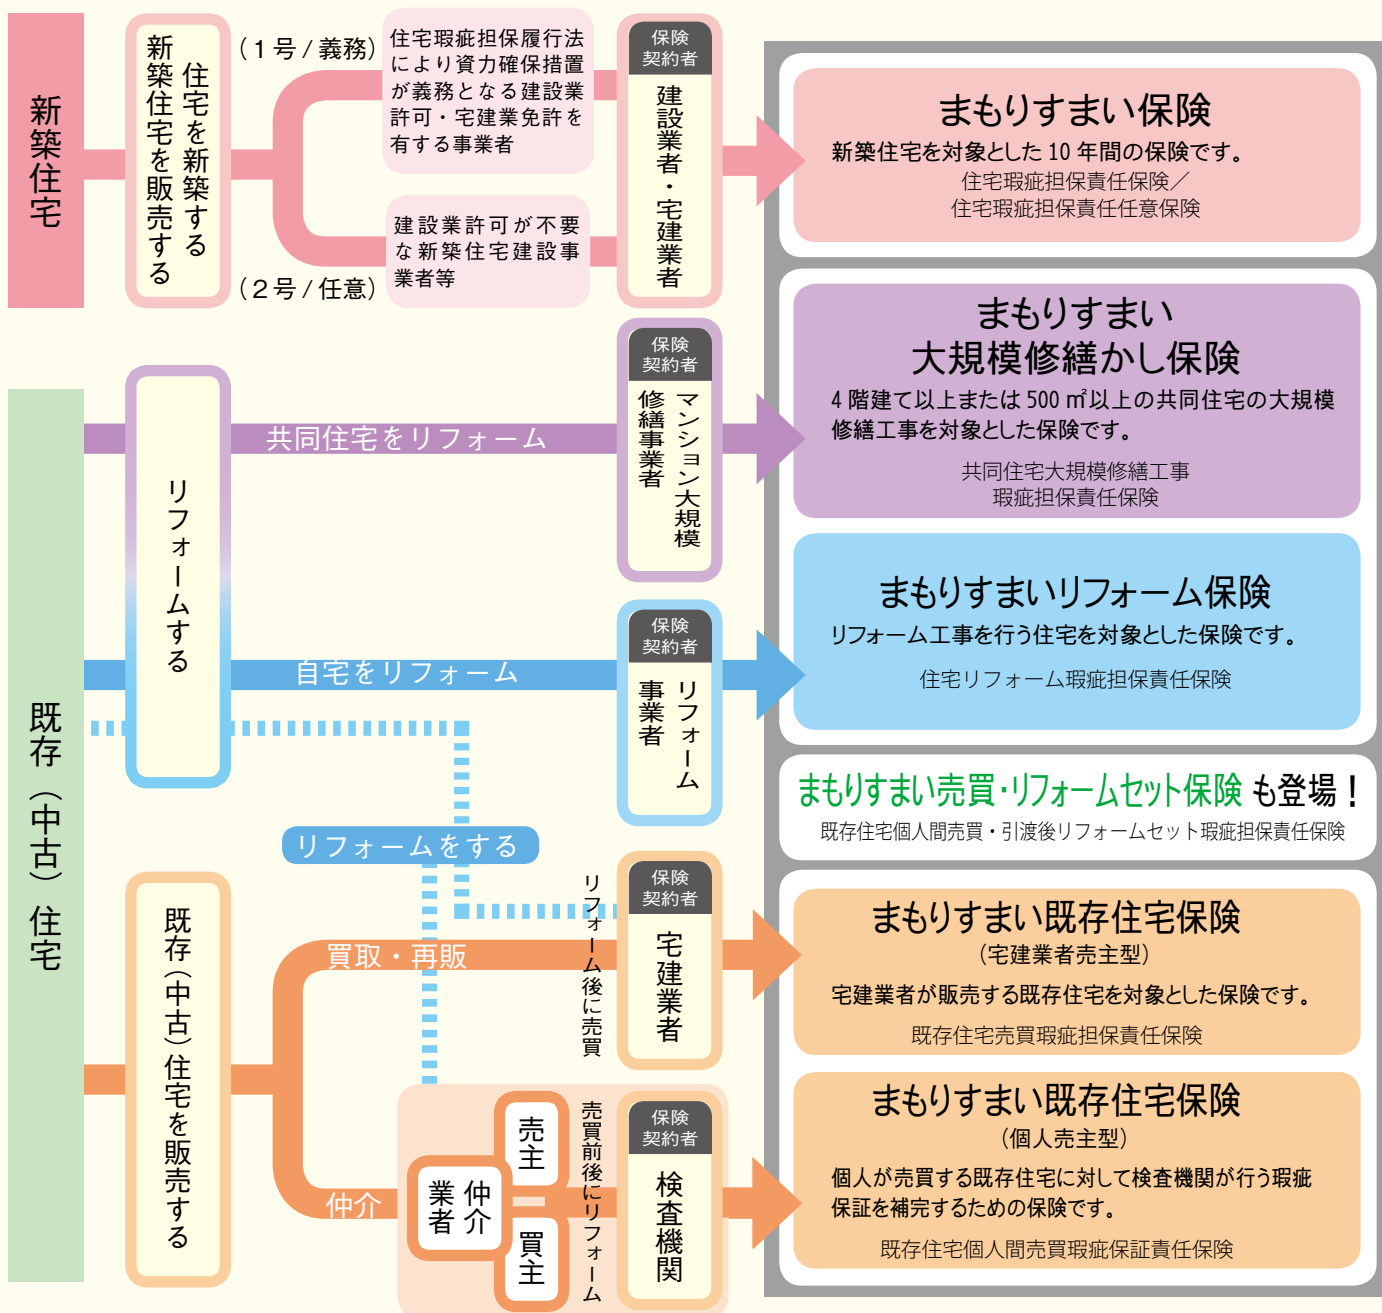 新築住宅
住宅を新築する
新築住宅を販売する
(1号/義務)
住宅瑕疵担保履行法
により資力確保措置
が義務となる建設業
許可・宅建業免許を
有する事業者
建設業許可が不要
な新築住宅建設事
業者等
(2号/任意)
保険
契約者
建設業者・宅建業者
まもりすまい保険
新築住宅を対象とした10年間の保険です。
住宅瑕疵担保責任保険/
住宅瑕疵担保責任任意保険
既存(中古)住宅
リフォームする
共同住宅をリフォーム
保険
契約者
マンション大規模
修繕事業者
まもりすまい
大規模修繕かし保険
4階建て以上または500㎡以上の共同住宅の大規模
修繕工事を対象とした保険です。
共同住宅大規模修繕工事
瑕疵担保責任保険
自宅をリフォーム
保険
契約者
リフォーム
事業者
まもりすまいリフォーム保険
リフォーム工事を行う住宅を対象とした保険です。
住宅リフォーム瑕疵担保責任保険
まもりすまい売買・リフォームセット保険 も登場!
既存住宅個人間売買・引渡後リフォームセット瑕疵担保責任保険
リフォームをする
既存(中古)住宅を販売する
買取・再販
リフォーム後に売買
保険
契約者
宅建業者
まもりすまい既存住宅保険
(宅建業者売主型)
宅建業者が販売する既存住宅を対象とした保険です。
既存住宅売買瑕疵担保責任保険
仲介
仲介
業者
売主
買主
売買前後にリフォーム
保険
契約者
検査機関
まもりすまい既存住宅保険
(個人売主型)
個人が売買する既存住宅に対して検査機関が行う瑕疵
保証を補完するための保険です。
既存住宅個人間売買瑕疵保証責任保険